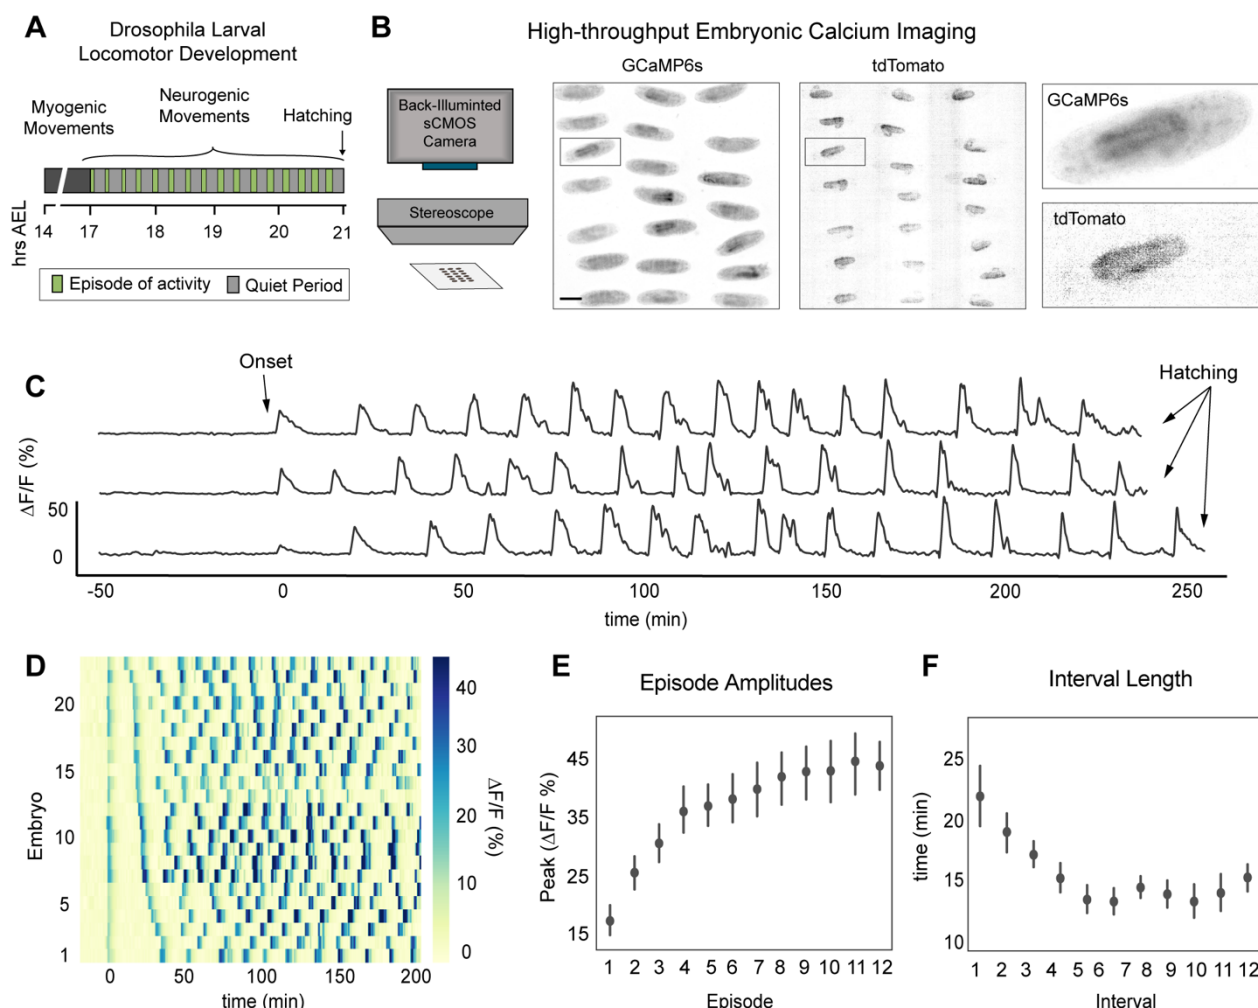 A
Drosophila Larval
Locomotor Development
Myogenic
Movements
Neurogenic
Movements
Hatching
hrs AEL
14 17 18 19 20 21
Episode of activity Quiet Period
B
High-throughput Embryonic Calcium Imaging
Back-Illuminted
sCMOS
Camera
Stereoscope
GCaMP6s
tdTomato
GCaMP6s
tdTomato
C
Onset
Hatching
ΔF/F (%)
50
0
-50 0 50 100 150 200 250
time (min)
D
Embryo
20
15
10
5
1
0 50 100 150 200
time (min)
40
30
20
10
0
ΔF/F (%)
E
Episode Amplitudes
Peak (ΔF/F %)
45
35
25
15
1 2 3 4 5 6 7 8 9 10 11 12
Episode
F
Interval Length
time (min)
25
20
15
10
1 2 3 4 5 6 7 8 9 10 11 12
Interval